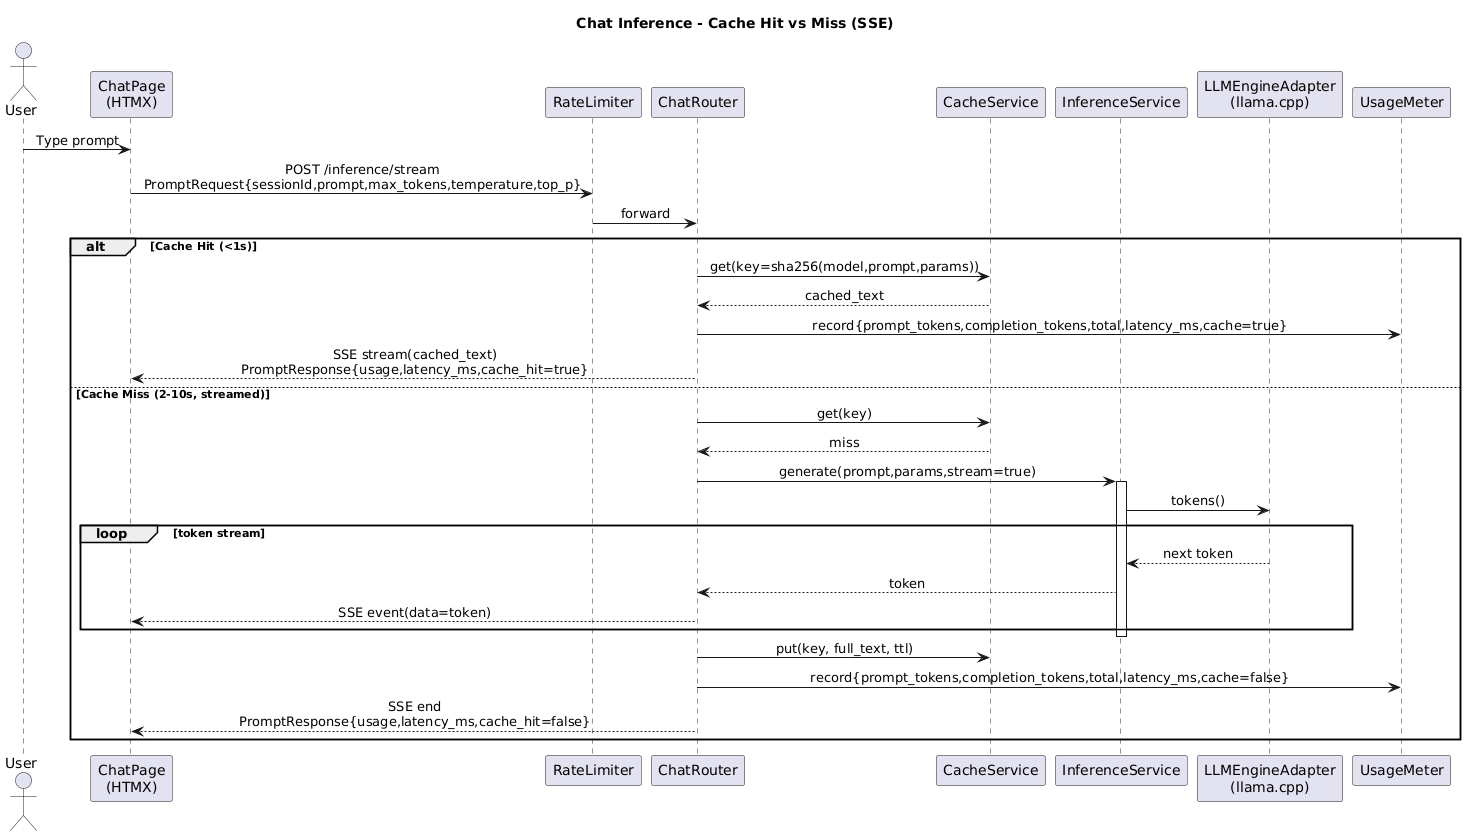 Chat Inference - Cache Hit vs Miss (SSE)
User
ChatPage
(HTMX)
RateLimiter
ChatRouter
CacheService
InferenceService
LLMEngineAdapter
(llama.cpp)
UsageMeter
Type prompt
POST /inference/stream
PromptRequest{sessionId,prompt,max_tokens,temperature,top_p}
forward
alt
[Cache Hit (<1s)]
get(key=sha256(model,prompt,params))
cached_text
record{prompt_tokens,completion_tokens,total,latency_ms,cache=true}
SSE stream(cached_text)
PromptResponse{usage,latency_ms,cache_hit=true}
[Cache Miss (2-10s, streamed)]
get(key)
miss
generate(prompt,params,stream=true)
tokens()
loop
[token stream]
next token
token
SSE event(data=token)
put(key, full_text, ttl)
record{prompt_tokens,completion_tokens,total,latency_ms,cache=false}
SSE end
PromptResponse{usage,latency_ms,cache_hit=false}
User
ChatPage
(HTMX)
RateLimiter
ChatRouter
CacheService
InferenceService
LLMEngineAdapter
(llama.cpp)
UsageMeter